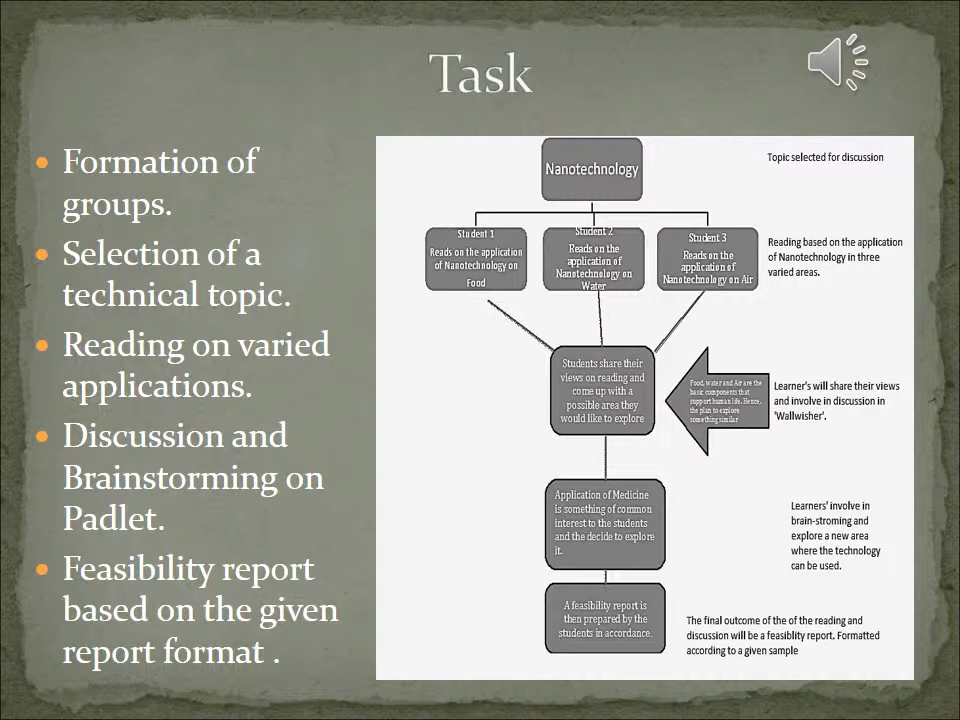 Task
Formation of
groups.
Selection of a
technical topic.
Reading on varied
applications.
Discussion and
Brainstorming on
Padlet.
Feasibility report
based on the given
report format .
Nanotechnology
Topic selected for discussion
Student 1
Reads on the application
of Nanotechnology on
Food
Student 2
Reads on the
application of
Nanotechnology on
Water
Student 3
Reads on the
application of
Nanotechnology on Air
Reading based on the application
of Nanotechnology in three
varied areas.
Students share their
views on reading and
come up with a
possible area they
would like to explore
Food, water and Air are the
basic components that
support human life. Hence,
the plan to explore
something similar
Learner's will share their views
and involve in discussion in
'Wallwisher'.
Application of Medicine
is something of common
interest to the students
and the decide to explore
it.
Learners' involve in
brain-stroming and
explore a new area
where the technology
can be used.
A feasibility report is
then prepared by the
students in accordance.
The final outcome of the of the reading and
discussion will be a feasiblity report. Formatted
according to a given sample